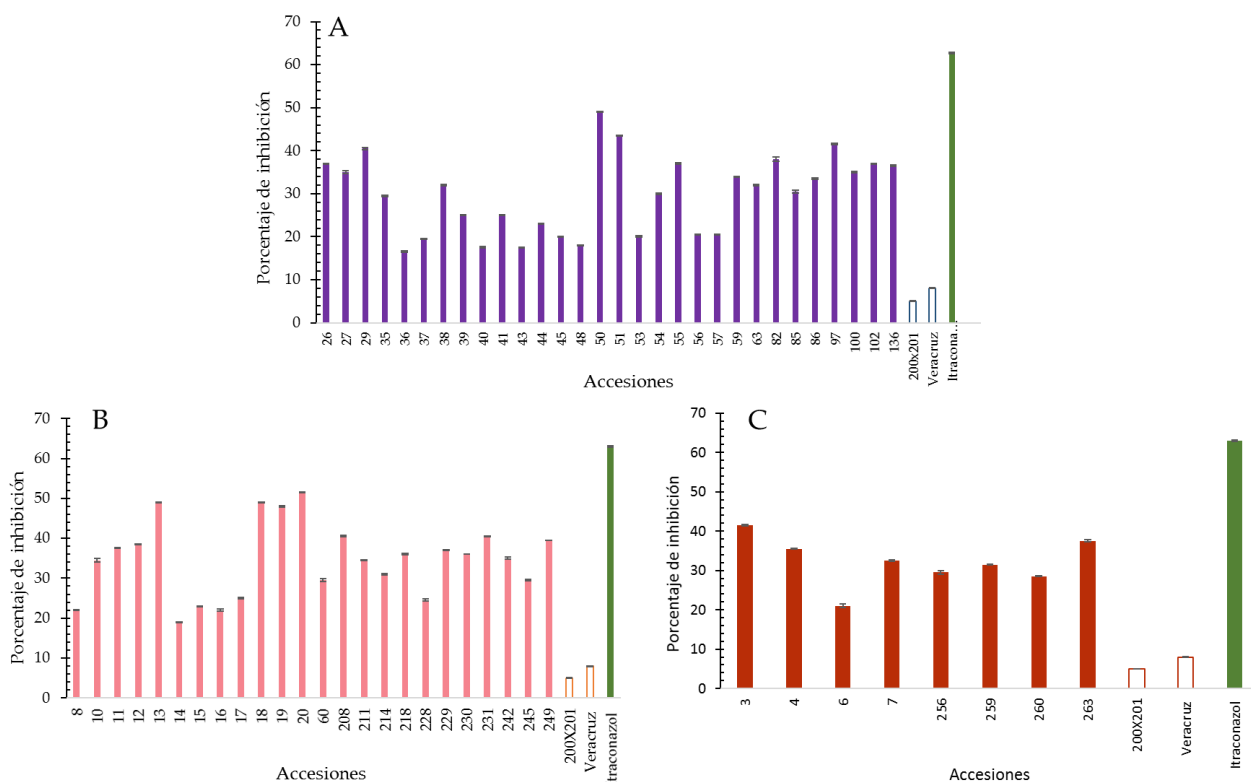 A
Porcentaje de inhibición
70
60
50
40
30
20
10
0
26 27 29 35 36 37 38 39 40 41 43 44 45 48 50 51 53 54 55 56 57 59 63 82 85 86 97 100 102 136 200x201 Veracruz Itracona...
Accesiones
B
Porcentaje de inhibición
70
60
50
40
30
20
10
0
8 10 11 12 13 14 15 16 17 18 19 20 60 208 211 214 218 228 229 230 231 242 245 249 200X201 Veracruz itraconazol
Accesiones
C
Porcentaje de inhibición
70
60
50
40
30
20
10
0
3 4 6 7 256 259 260 263 200X201 Veracruz Itraconazol
Accesiones